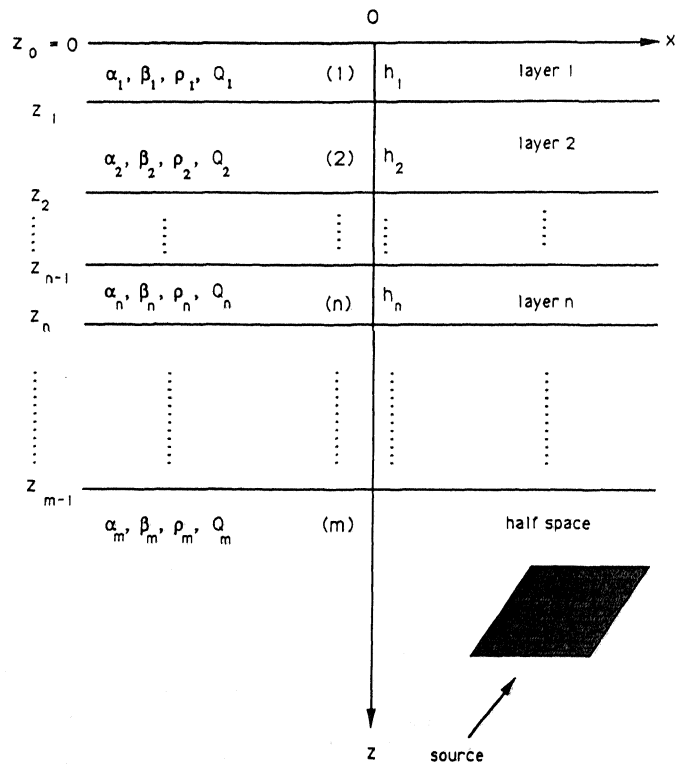 O
z₀ = 0 x
α₁, β₁, ρ₁, Q₁ (1) h₁ layer 1
z₁
α₂, β₂, ρ₂, Q₂ (2) h₂ layer 2
z₂
zₙ₋₁
αₙ, βₙ, ρₙ, Qₙ (n) hₙ layer n
zₙ
zₘ₋₁
αₘ, βₘ, ρₘ, Qₘ (m) half space
z source